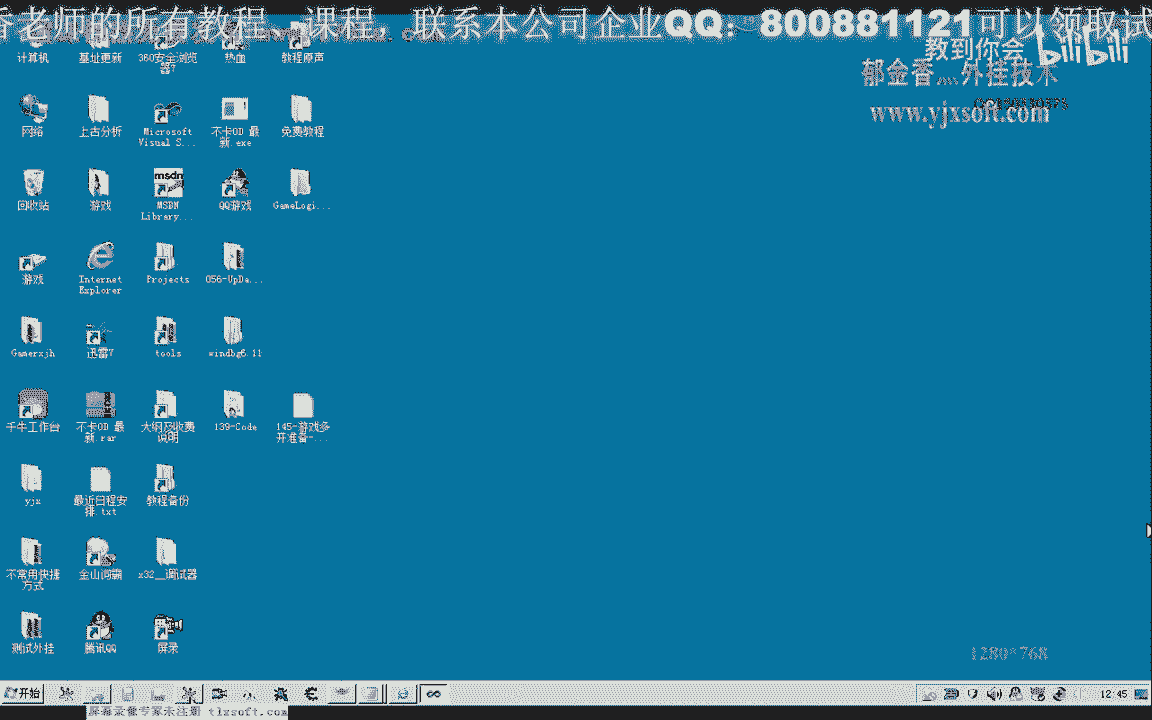 香老师的所有教程、课程，联系本公司企业QQ：800881121可以领取试
教到你会
bilibili
郁金香灬外挂技术
www.yjxsoft.com
计算机
基址更新
360安全浏览器7
热血
教程原声
网络
上古分析
Microsoft Visual S...
不卡OD 最新.exe
免费教程
回收站
游戏
MSDN Library...
QQ游戏
GameLogi...
游戏
Internet Explorer
Projects
056-UpDa...
Gamerxjh
迅雷7
tools
windbg6.11
千牛工作台
不卡OD 最新.rar
大纲及收费说明
139-Code
145-游戏多开准备-...
yjx
最近日程安排.txt
教程备份
不常用快捷方式
金山词霸
x32__调试器
测试外挂
腾讯QQ
屏录
1280*768
开始
12:45
屏幕录像专家未注册 tlxsoft.com